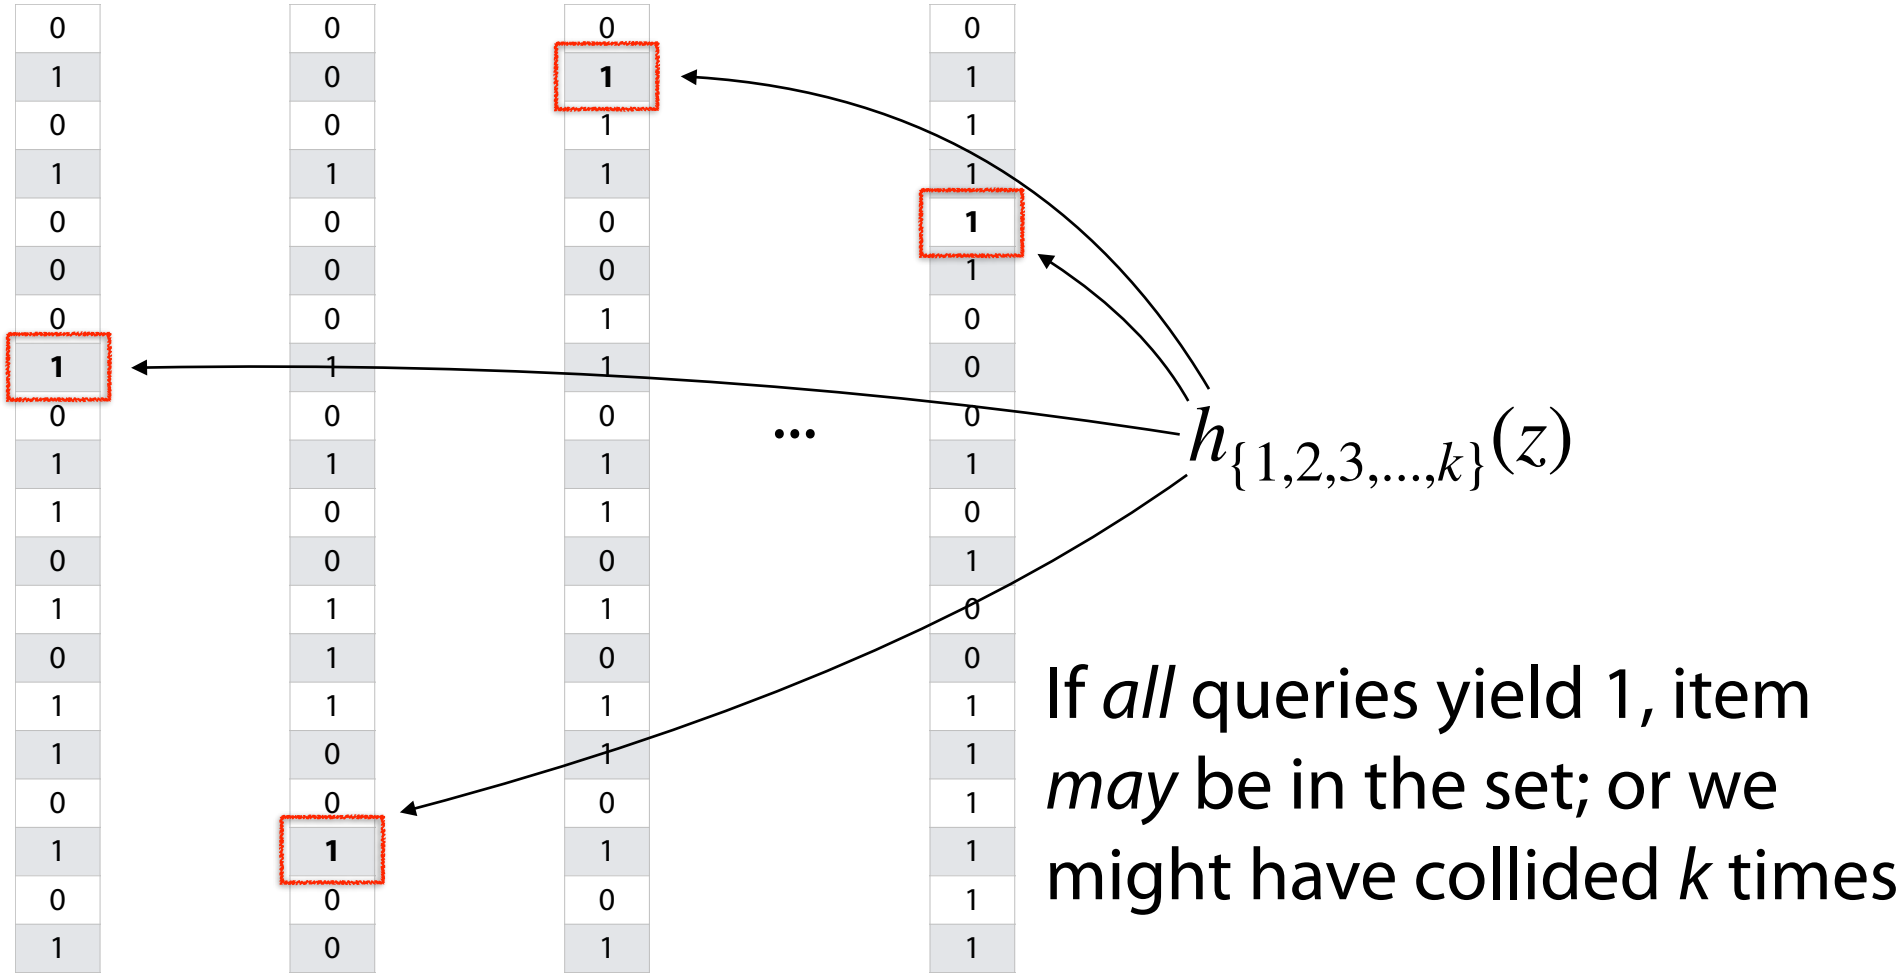 0 0 0 0
1 0 1 1
0 0 1 1
1 1 1 1
0 0 0 1
0 0 0 1
0 0 1 0
1 1 1 0
0 0 0 0
...
h{1,2,3,...,k}(z)
1 1 1 1
1 0 1 0
0 0 0 1
1 1 1 0
0 1 0 0
1 1 1 1
1 0 1 1
0 0 0 1
1 1 1 1
0 0 0 1
1 0 1 1
If all queries yield 1, item
may be in the set; or we
might have collided k times